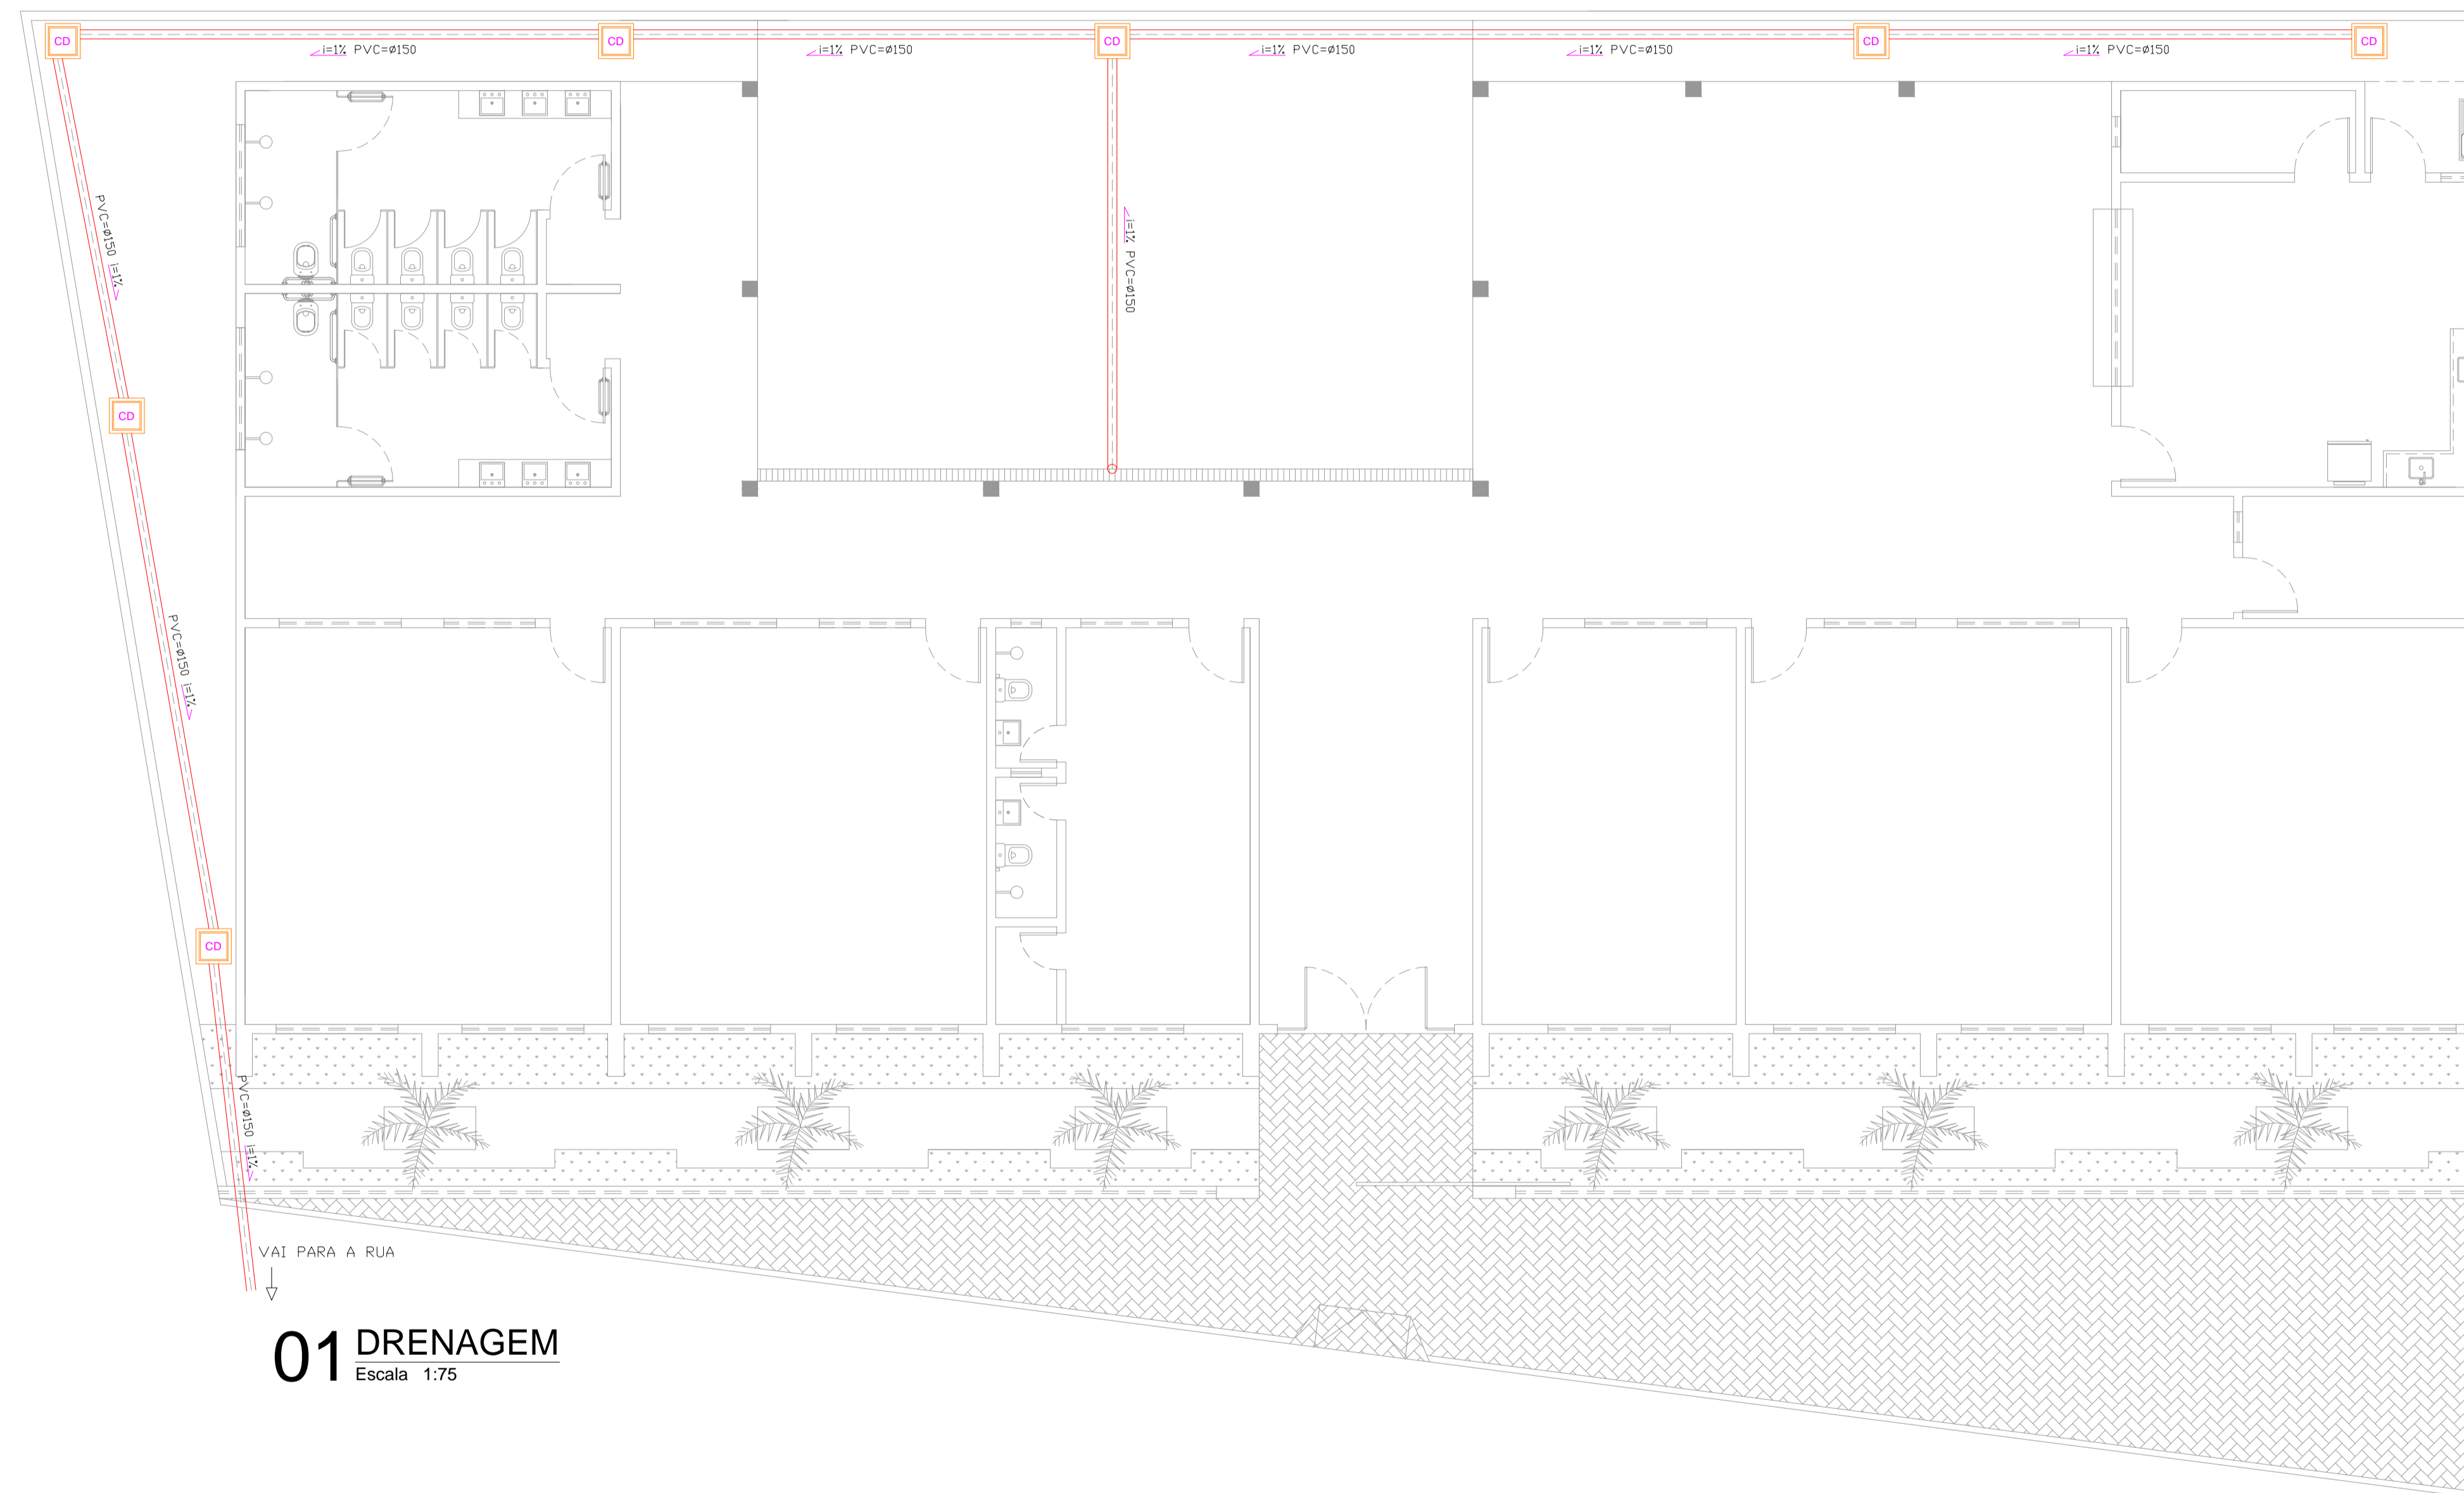 CD
CD
CD
CD
CD
i=1% PVC=ø150
i=1% PVC=ø150
i=1% PVC=ø150
i=1% PVC=ø150
i=1% PVC=ø150
PVC=ø150 i=1%
i=1% PVC=ø150
CD
PVC=ø150 i=1%
CD
PVC=ø150 i=1%
VAI PARA A RUA
01 DRENAGEM
Escala 1:75